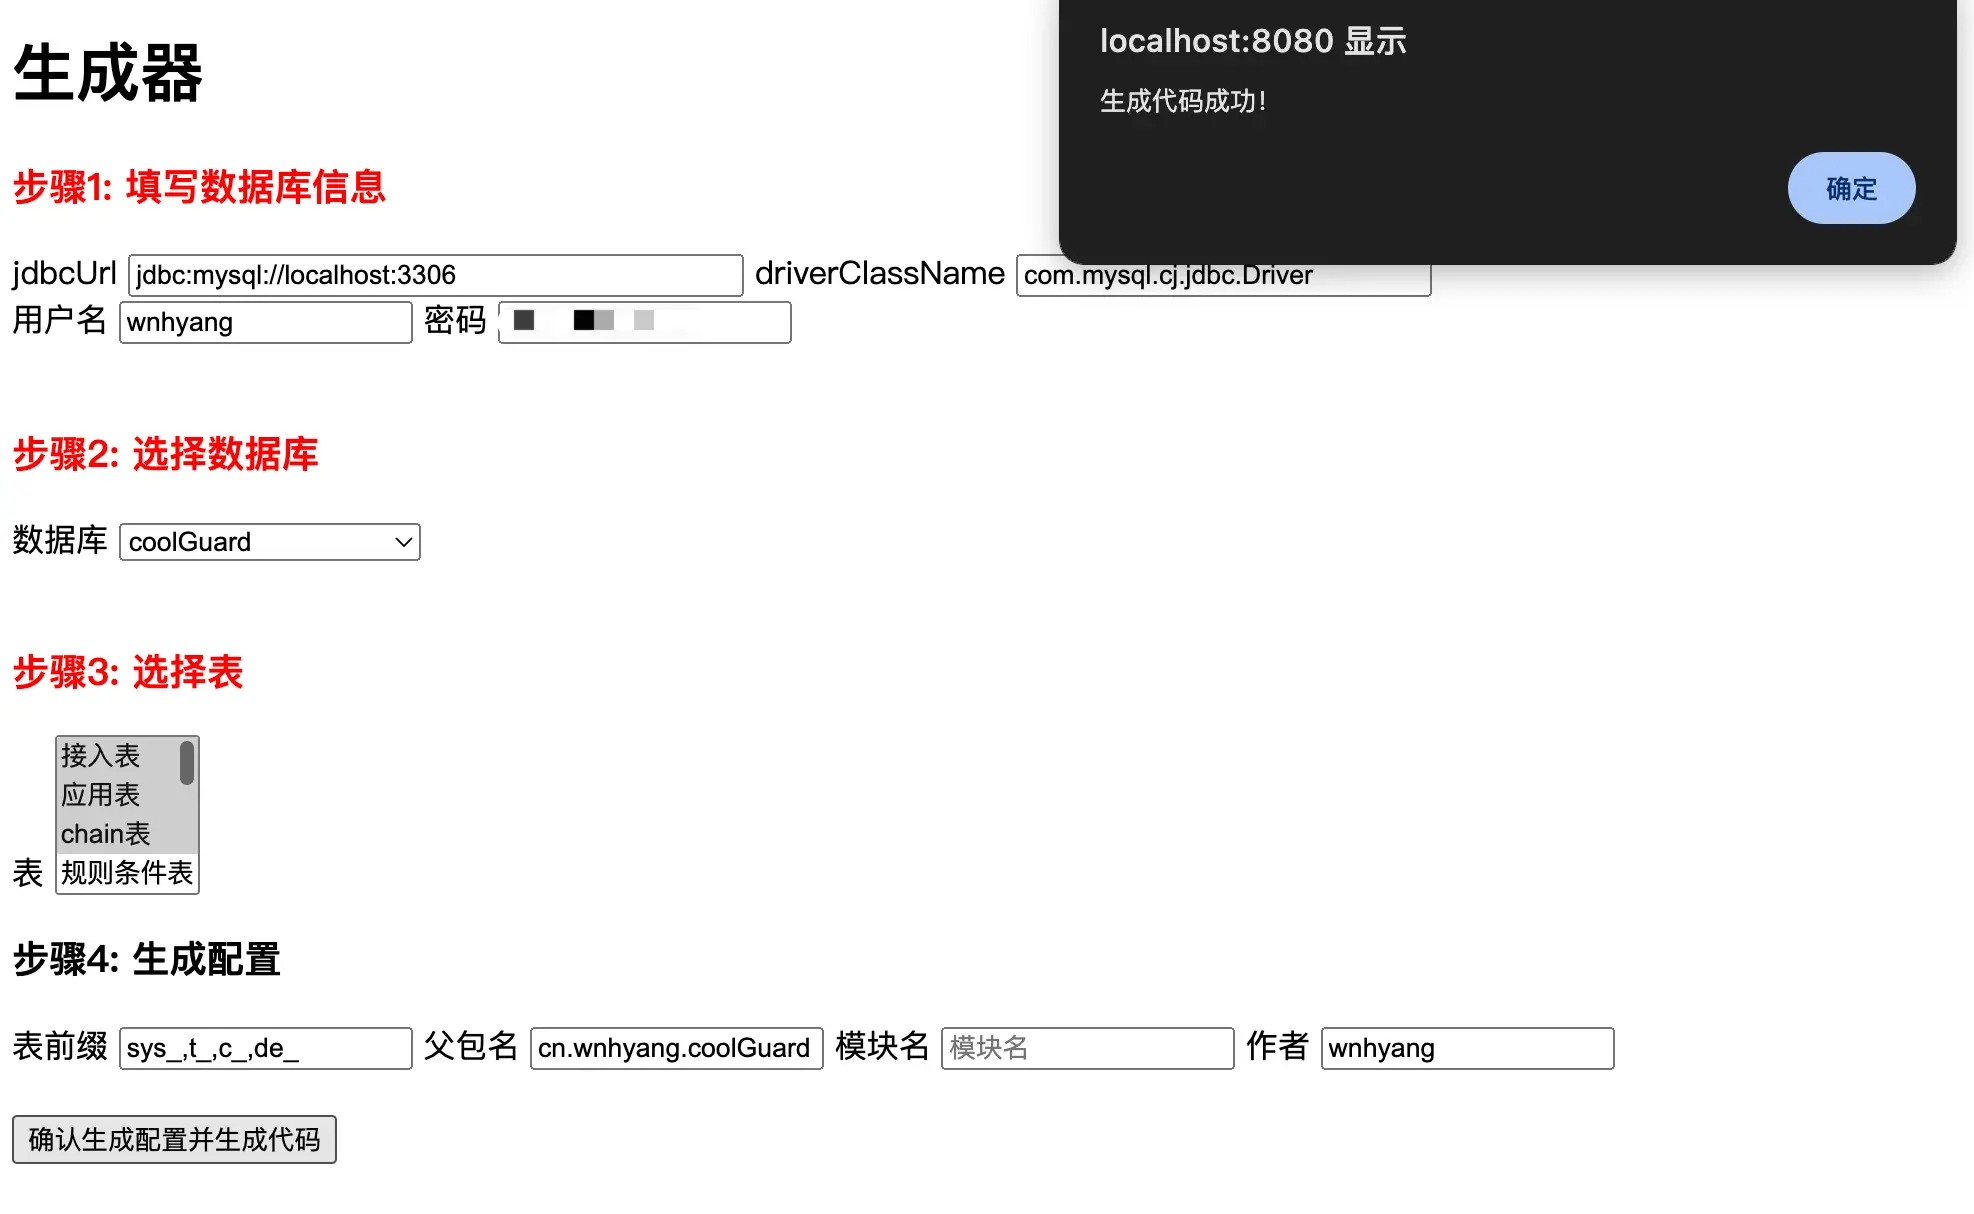 生成器
localhost:8080 显示
生成代码成功！
确定
步骤1: 填写数据库信息
jdbcUrl jdbc:mysql://localhost:3306 driverClassName com.mysql.cj.jdbc.Driver
用户名 wnhyang 密码
步骤2: 选择数据库
数据库 coolGuard
步骤3: 选择表
接入表
应用表
chain表
表 规则条件表
步骤4: 生成配置
表前缀 sys_,t_,c_,de_ 父包名 cn.wnhyang.coolGuard 模块名 模块名 作者 wnhyang
确认生成配置并生成代码